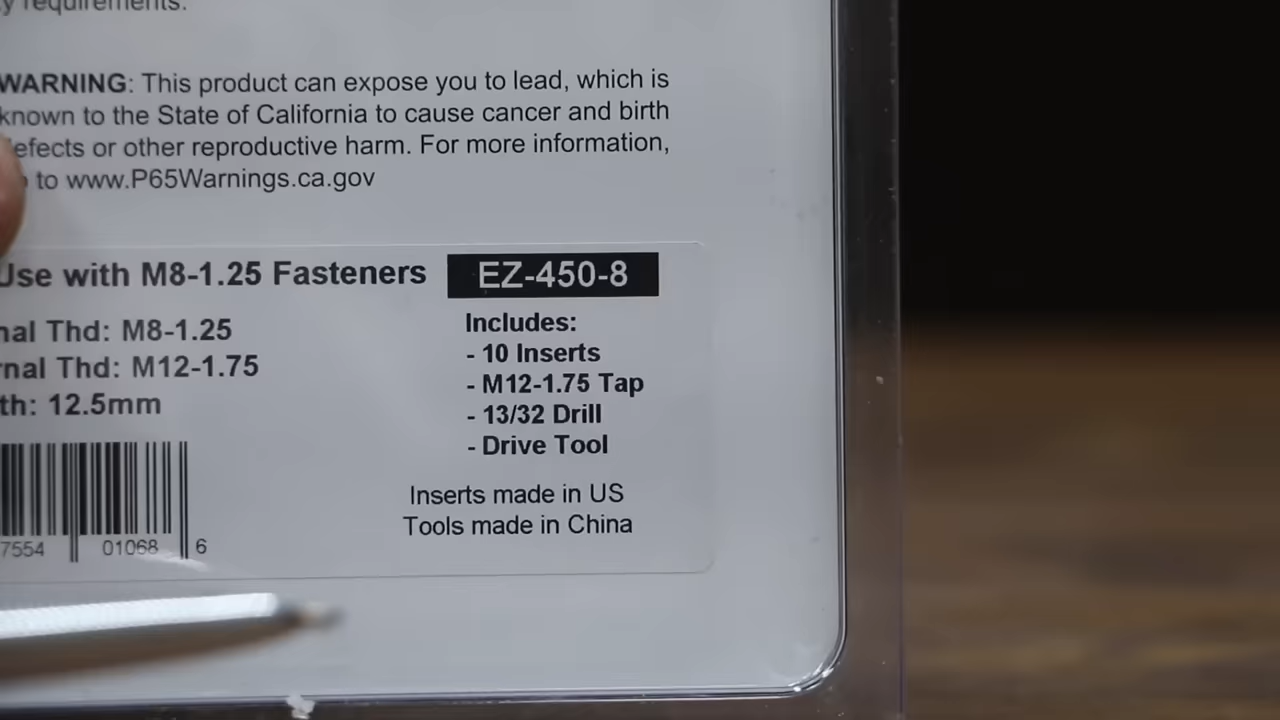 y requirements.
WARNING: This product can expose you to lead, which is
known to the State of California to cause cancer and birth
efects or other reproductive harm. For more information,
to www.P65Warnings.ca.gov
Use with M8-1.25 Fasteners
EZ-450-8
nal Thd: M8-1.25
rnal Thd: M12-1.75
th: 12.5mm
Includes:
- 10 Inserts
- M12-1.75 Tap
- 13/32 Drill
- Drive Tool
Inserts made in US
Tools made in China
7554 01068 6